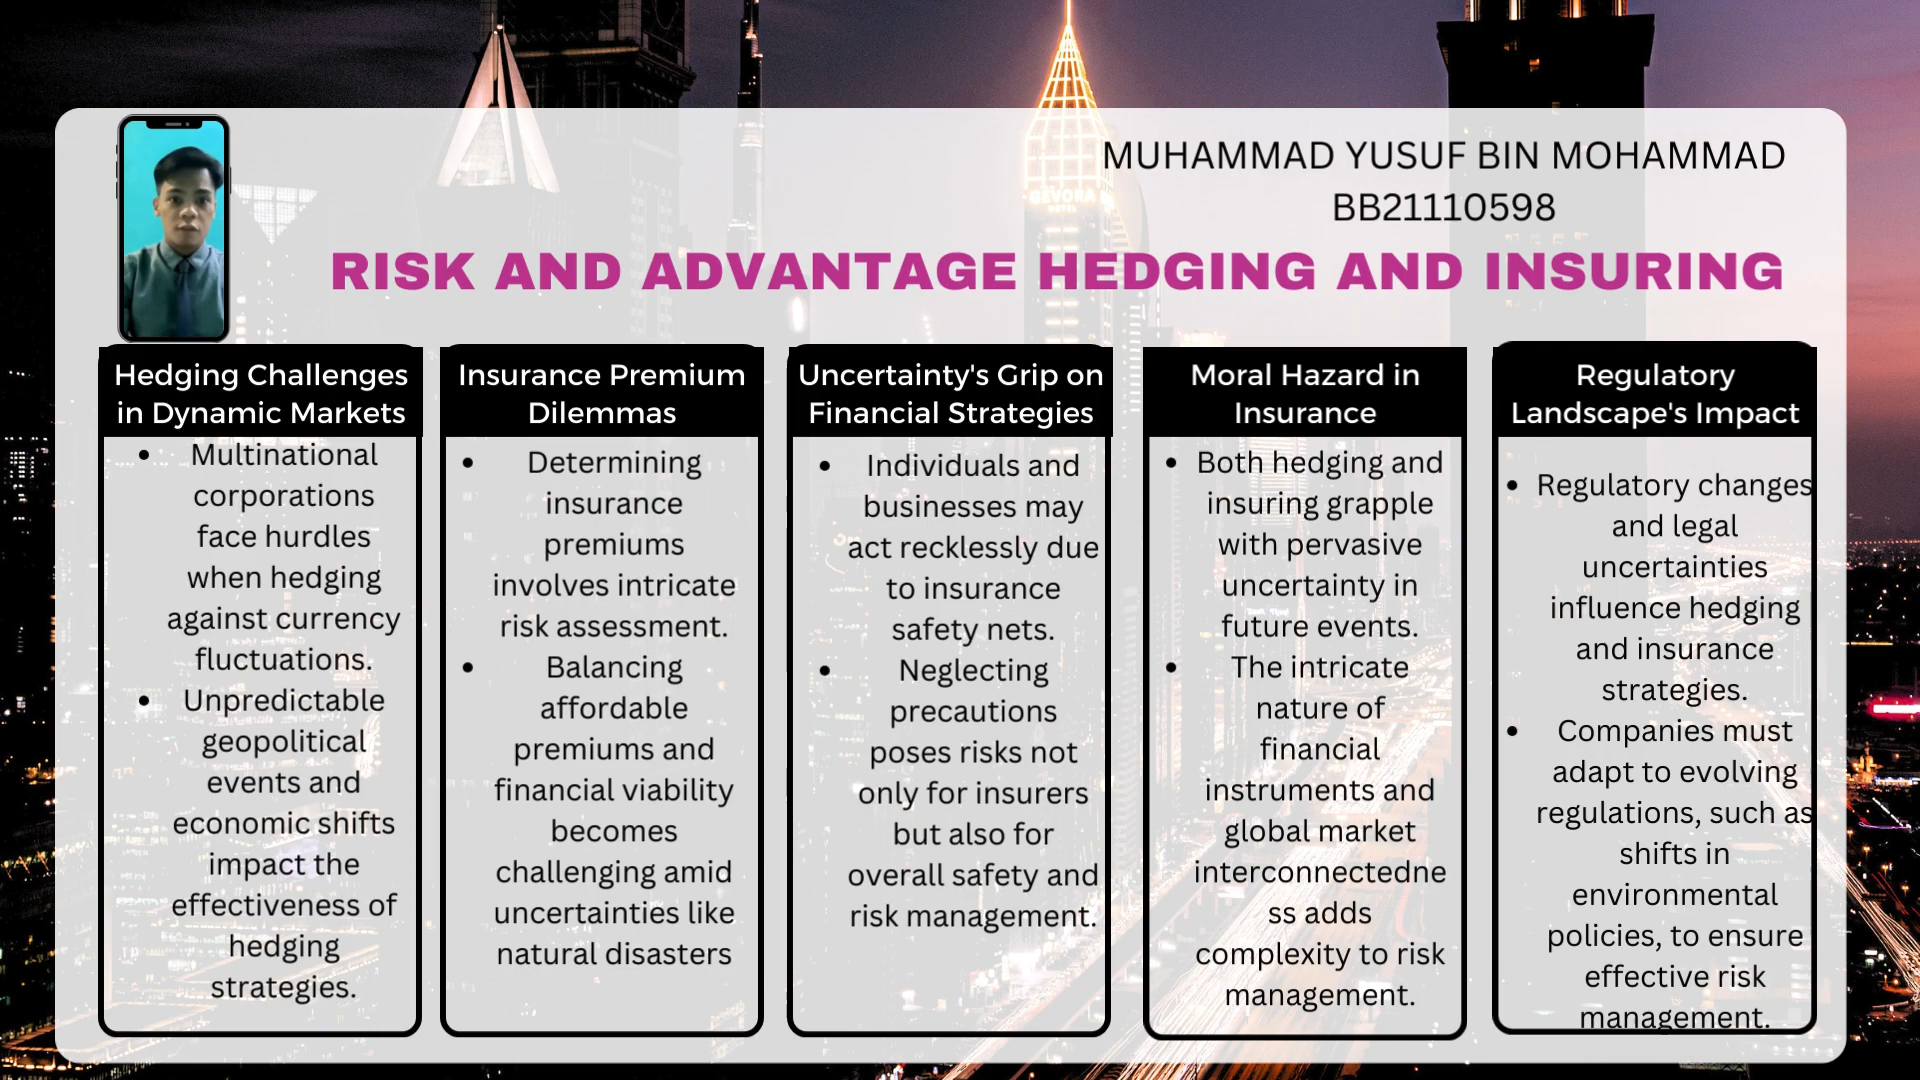 MUHAMMAD YUSUF BIN MOHAMMAD
BB21110598
RISK AND ADVANTAGE HEDGING AND INSURING
Hedging Challenges
in Dynamic Markets
• Multinational
corporations
face hurdles
when hedging
against currency
fluctuations.
• Unpredictable
geopolitical
events and
economic shifts
impact the
effectiveness of
hedging
strategies.
Insurance Premium
Dilemmas
• Determining
insurance
premiums
involves intricate
risk assessment.
• Balancing
affordable
premiums and
financial viability
becomes
challenging amid
uncertainties like
natural disasters
Uncertainty's Grip on
Financial Strategies
• Individuals and
businesses may
act recklessly due
to insurance
safety nets.
• Neglecting
precautions
poses risks not
only for insurers
but also for
overall safety and
risk management.
Moral Hazard in
Insurance
• Both hedging and
insuring grapple
with pervasive
uncertainty in
future events.
• The intricate
nature of
financial
instruments and
global market
interconnectedne
ss adds
complexity to risk
management.
Regulatory
Landscape's Impact
• Regulatory changes
and legal
uncertainties
influence hedging
and insurance
strategies.
• Companies must
adapt to evolving
regulations, such as
shifts in
environmental
policies, to ensure
effective risk
management.
GEVORA
HOTEL